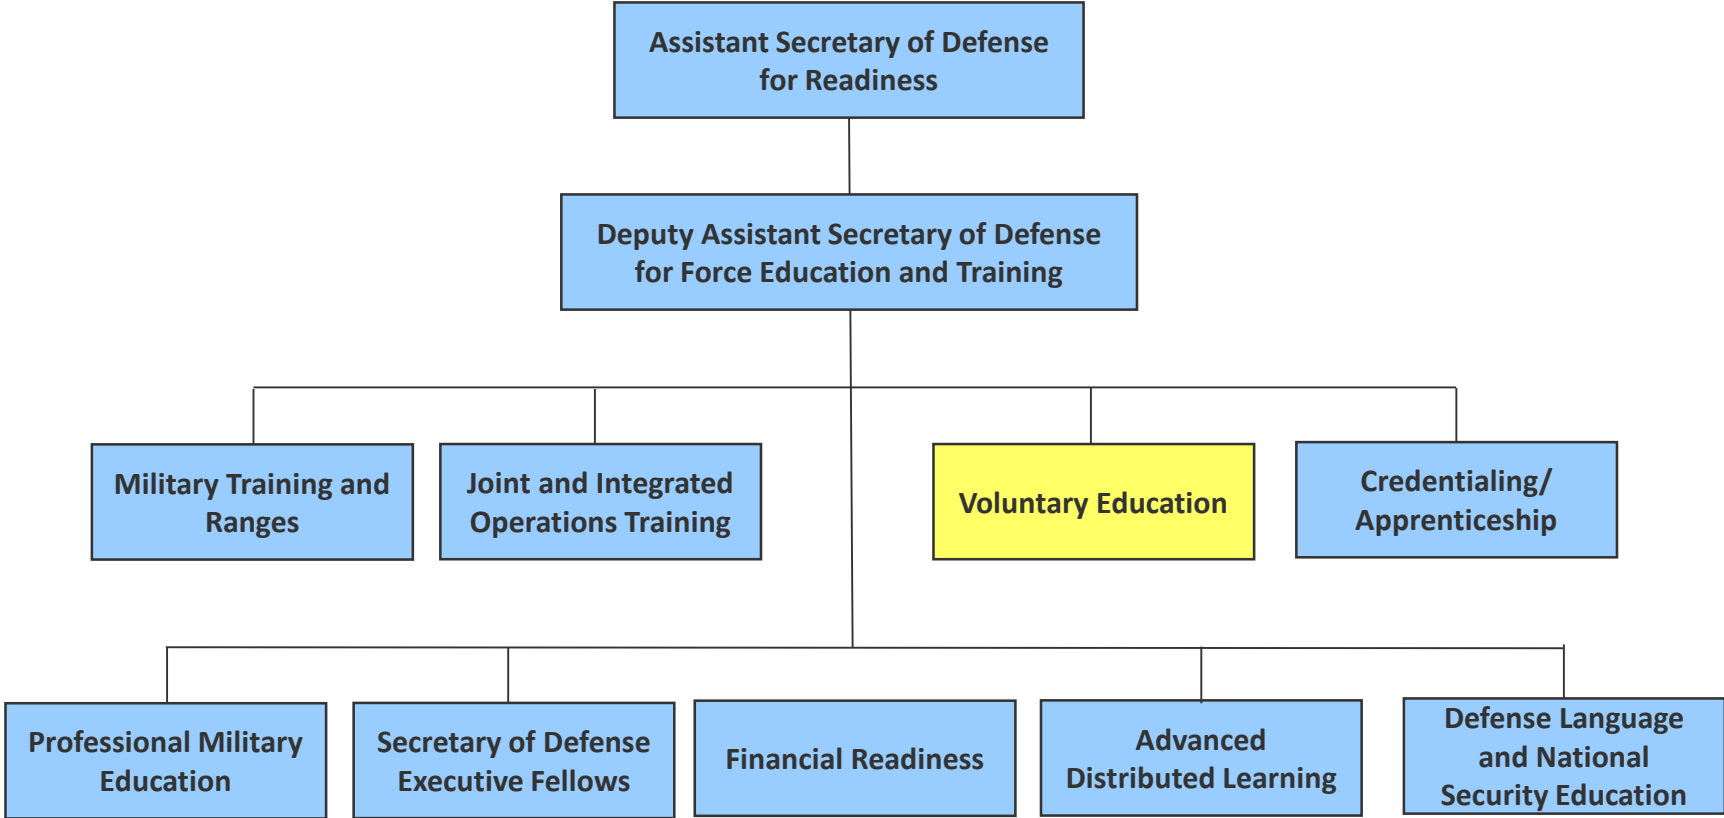 Assistant Secretary of Defense
for Readiness
Deputy Assistant Secretary of Defense
for Force Education and Training
Military Training and
Ranges
Joint and Integrated
Operations Training
Voluntary Education
Credentialing/
Apprenticeship
Professional Military
Education
Secretary of Defense
Executive Fellows
Financial Readiness
Advanced
Distributed Learning
Defense Language
and National
Security Education